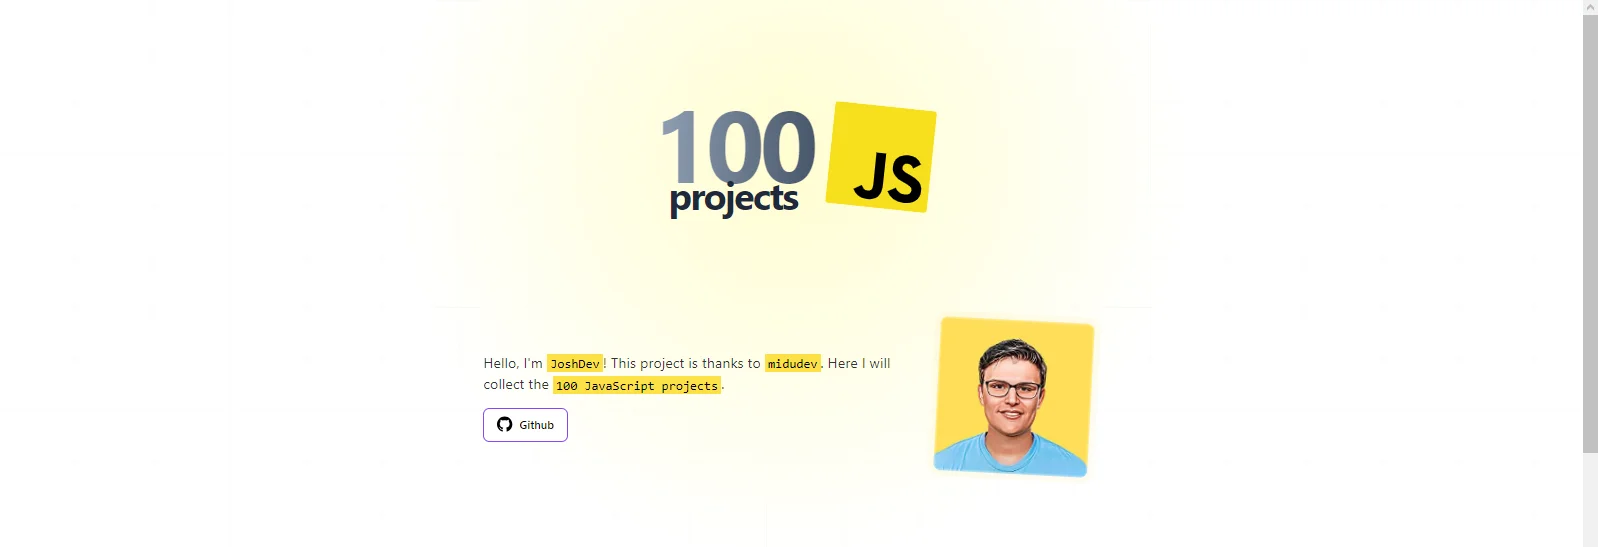 100
projects
JS
Hello, I'm JoshDev! This project is thanks to midudev. Here I will
collect the 100 JavaScript projects.
Github